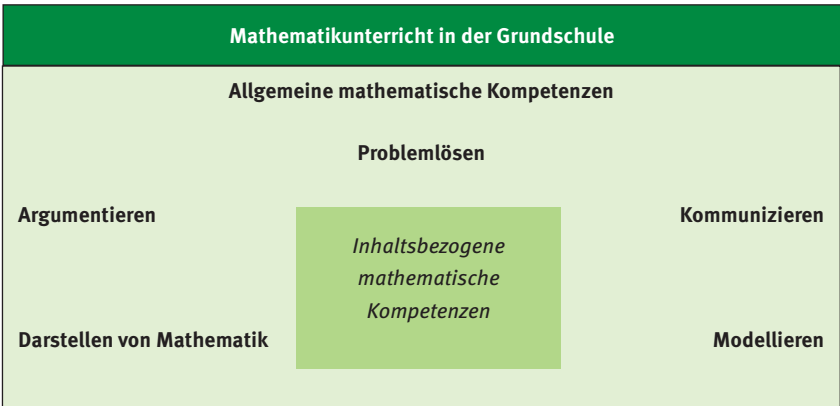 Mathematikunterricht in der Grundschule
Allgemeine mathematische Kompetenzen
Problemlösen
Argumentieren
Kommunizieren
Inhaltsbezogene
mathematische
Kompetenzen
Darstellen von Mathematik
Modellieren